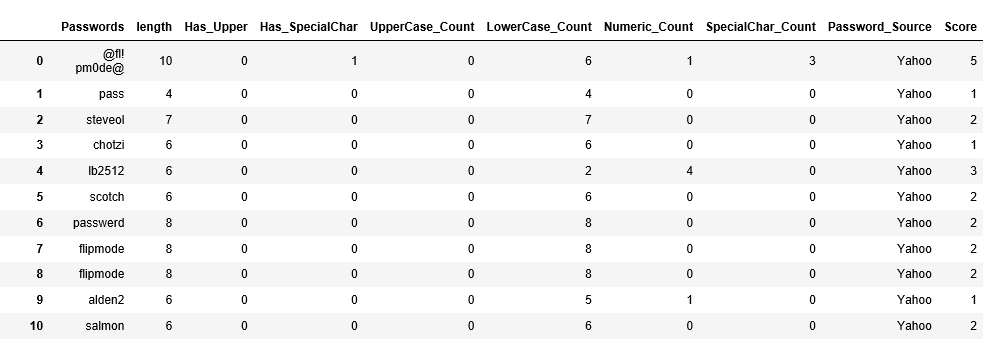 Passwords length Has_Upper Has_SpecialChar UpperCase_Count LowerCase_Count Numeric_Count SpecialChar_Count Password_Source Score
0 @fl!
pm0de@ 10 0 1 0 6 1 3 Yahoo 5
1 pass 4 0 0 0 4 0 0 Yahoo 1
2 steveol 7 0 0 0 7 0 0 Yahoo 2
3 chotzi 6 0 0 0 6 0 0 Yahoo 1
4 lb2512 6 0 0 0 2 4 0 Yahoo 3
5 scotch 6 0 0 0 6 0 0 Yahoo 2
6 passwerd 8 0 0 0 8 0 0 Yahoo 2
7 flipmode 8 0 0 0 8 0 0 Yahoo 2
8 flipmode 8 0 0 0 8 0 0 Yahoo 2
9 alden2 6 0 0 0 5 1 0 Yahoo 1
10 salmon 6 0 0 0 6 0 0 Yahoo 2